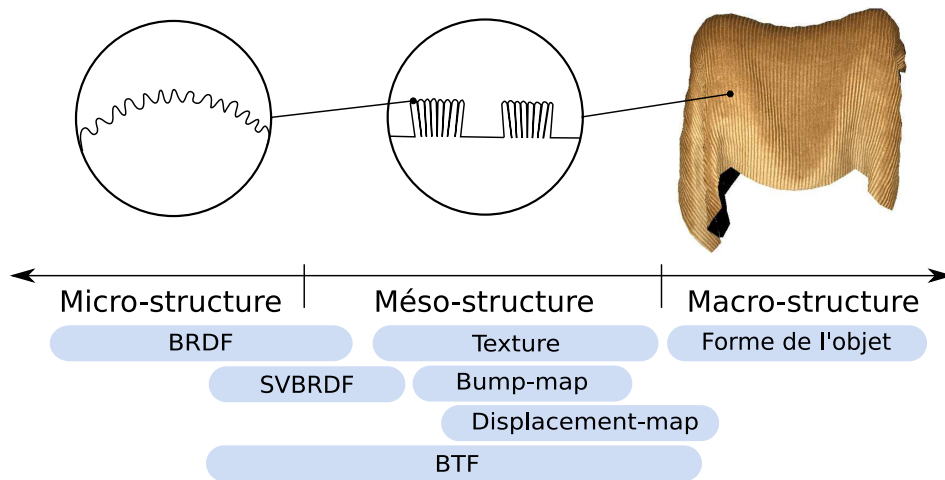 Micro-structure
Méso-structure
Macro-structure
BRDF
Texture
Forme de l'objet
SVBRDF
Bump-map
Displacement-map
BTF